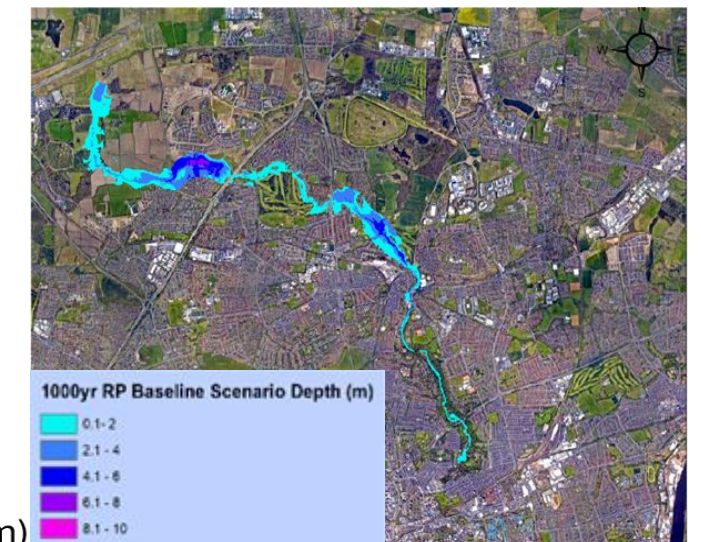 N
W E
S
1000yr RP Baseline Scenario Depth (m)
0.1- 2
2.1 - 4
4.1 - 6
6.1 - 8
8.1 - 10
m)